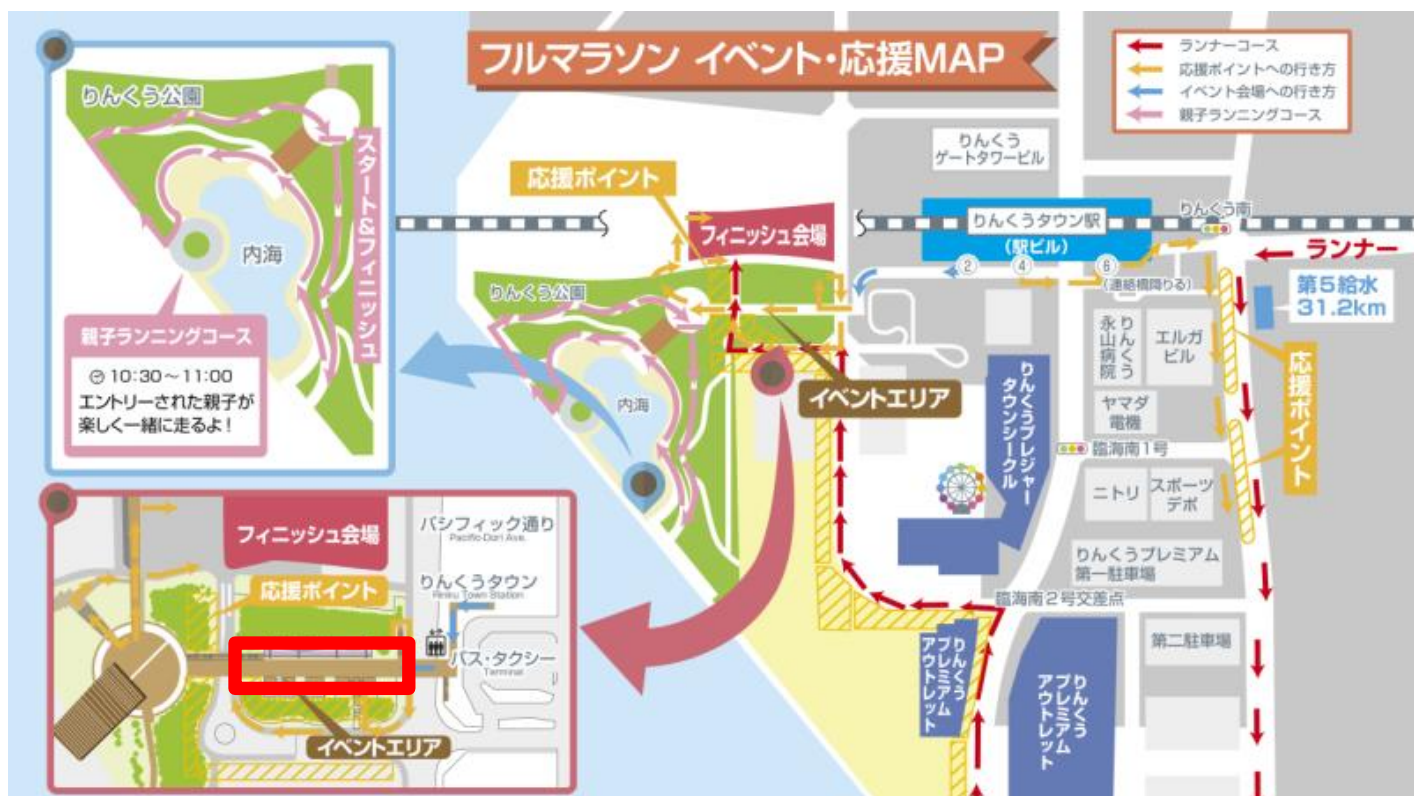 フルマラソン イベント・応援MAP
ランナーコース
応援ポイントへの行き方
イベント会場への行き方
親子ランニングコース
りんくう公園
スタート&フィニッシュ
内海
親子ランニングコース
10:30～11:00
エントリーされた親子が
楽しく一緒に走るよ！
応援ポイント
フィニッシュ会場
りんくう
ゲートタワービル
りんくうタウン駅
(駅ビル)
りんくう南
ランナー
② ④ ⑥
(連絡橋降りる)
第5給水
31.2km
りんくう公園
内海
イベントエリア
りんくう
永山病院
エルガ
ビル
ヤマダ
電機
応援ポイント
りんくうプレジャー
タウンシークル
臨海南1号
ニトリ
スポーツ
デポ
りんくうプレミアム
第一駐車場
臨海南2号交差点
第二駐車場
りんくう
プレミアム
アウトレット
りんくう
プレミアム
アウトレット
フィニッシュ会場
パシフィック通り
Pacific-Dori Ave.
応援ポイント
りんくうタウン
Rinku Town Station
バス・タクシー
Terminal
イベントエリア